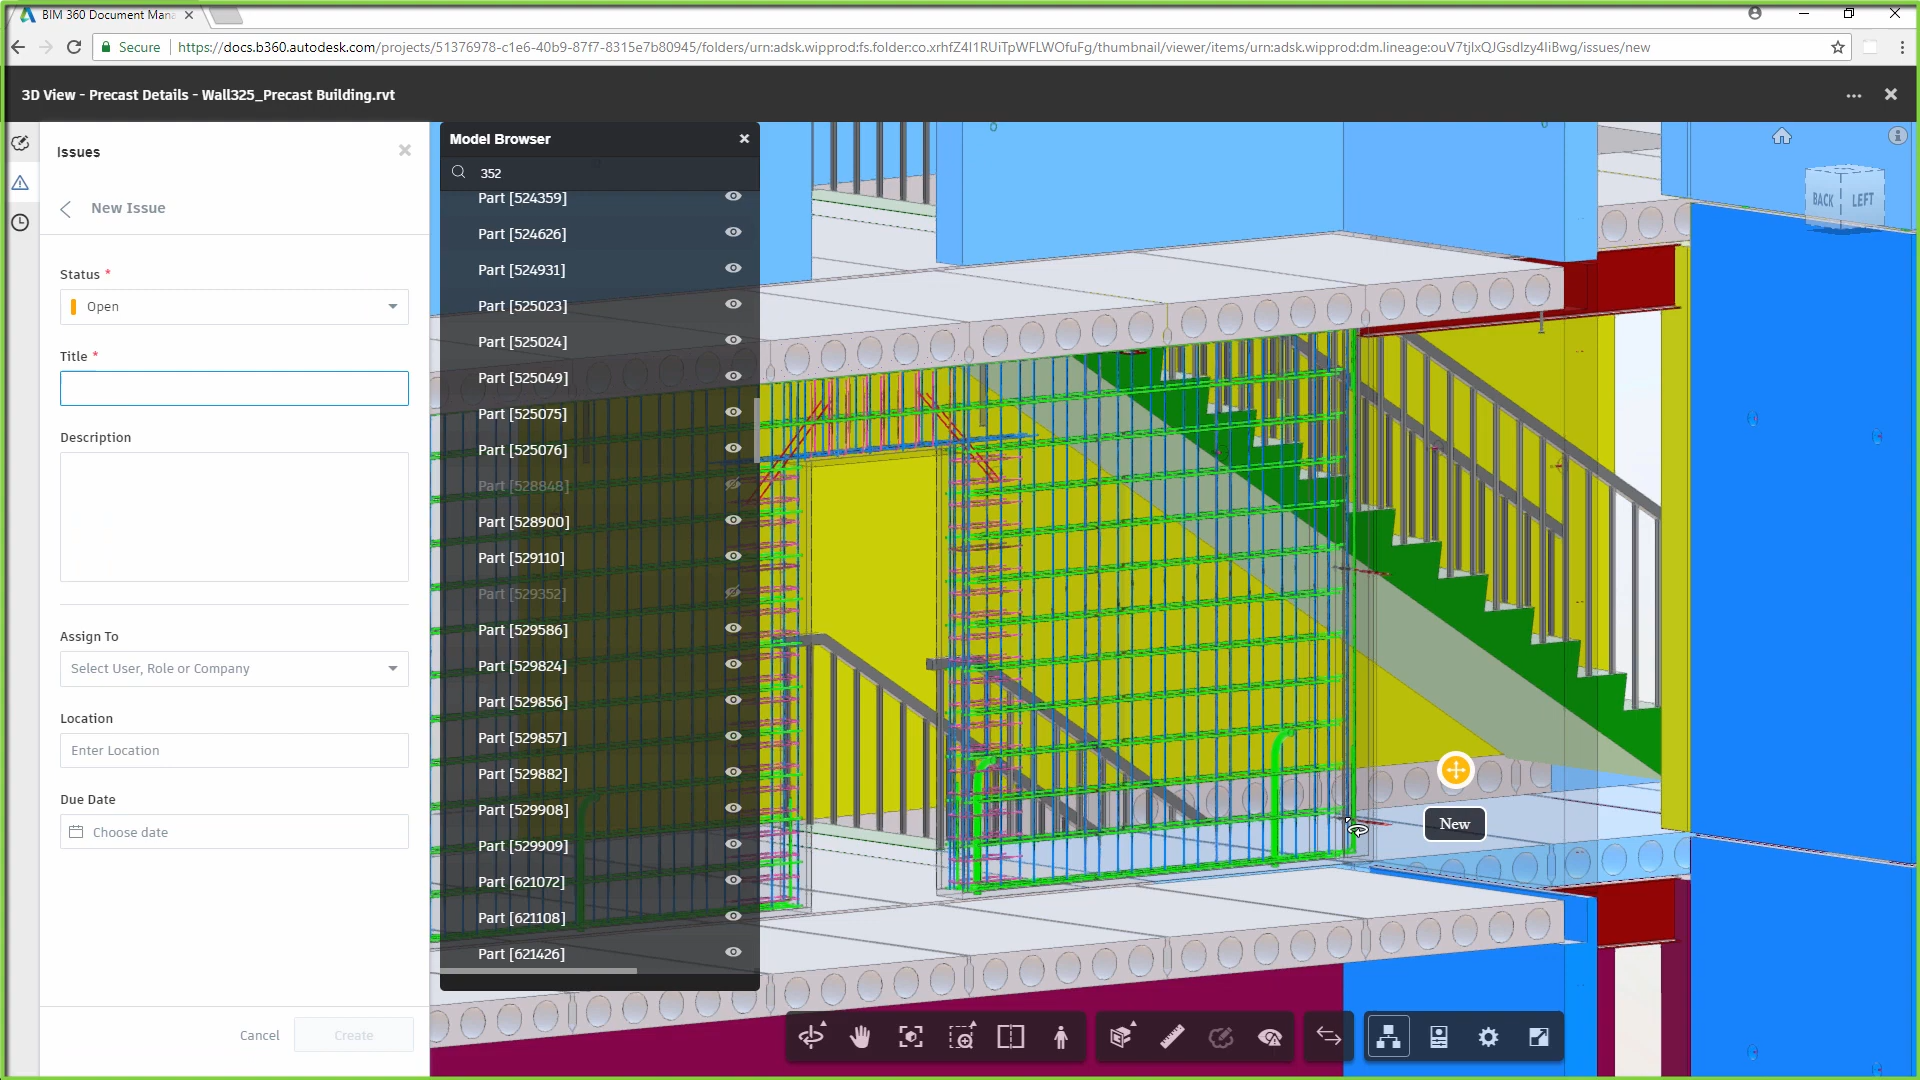 BIM 360 Document Mana
Secure
https://docs.b360.autodesk.com/projects/51376978-c1e6-40b9-87f7-8315e7b80945/folders/urn:adsk.wipprod:fs.folder:co.xrhfZ4I1RUiTpWFLWOfuFg/thumbnail/viewer/items/urn:adsk.wipprod:dm.lineage:ouV7tjIxQJGsdIzy4IiBwg/issues/new
3D View - Precast Details - Wall325_Precast Building.rvt
Issues
New Issue
Status *
Open
Title *
Description
Assign To
Select User, Role or Company
Location
Enter Location
Due Date
Choose date
Cancel
Create
Model Browser
352
Part [524359]
Part [524626]
Part [524931]
Part [525023]
Part [525024]
Part [525049]
Part [525075]
Part [525076]
Part [528848]
Part [528900]
Part [529110]
Part [529352]
Part [529586]
Part [529824]
Part [529856]
Part [529857]
Part [529882]
Part [529908]
Part [529909]
Part [621072]
Part [621108]
Part [621426]
BACK
LEFT
New